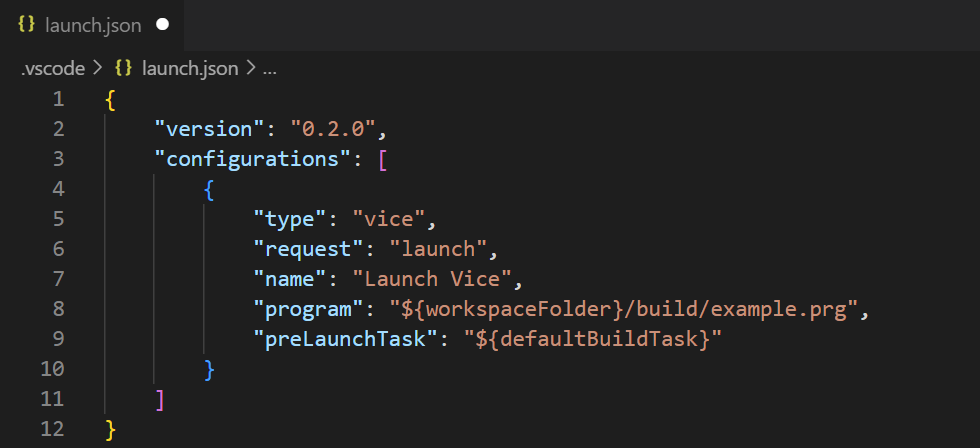 {} launch.json
.vscode > {} launch.json > ...
1 {
2 "version": "0.2.0",
3 "configurations": [
4 {
5 "type": "vice",
6 "request": "launch",
7 "name": "Launch Vice",
8 "program": "${workspaceFolder}/build/example.prg",
9 "preLaunchTask": "${defaultBuildTask}"
10 }
11 ]
12 }